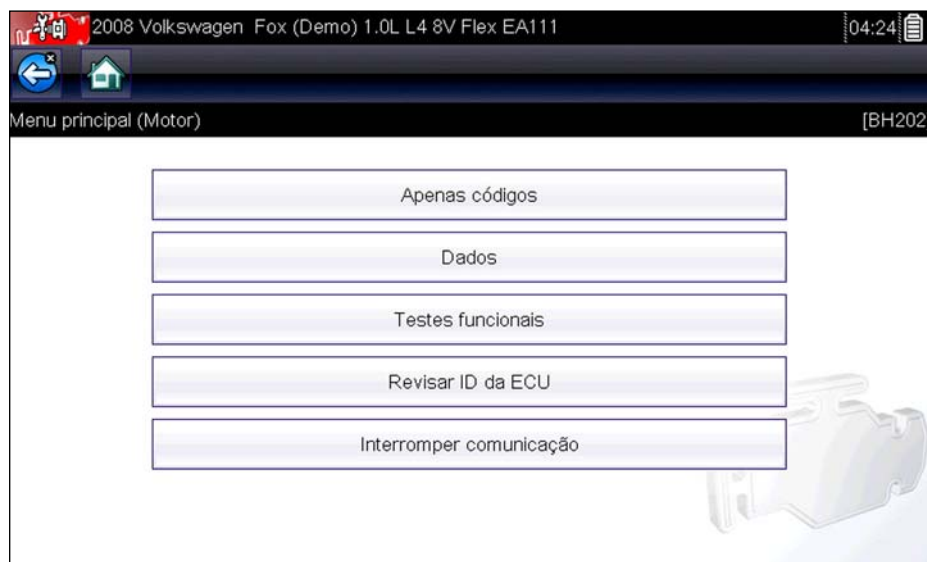 2008 Volkswagen Fox (Demo) 1.0L L4 8V Flex EA111 04:24
Menu principal (Motor) [BH202
Apenas códigos
Dados
Testes funcionais
Revisar ID da ECU
Interromper comunicação